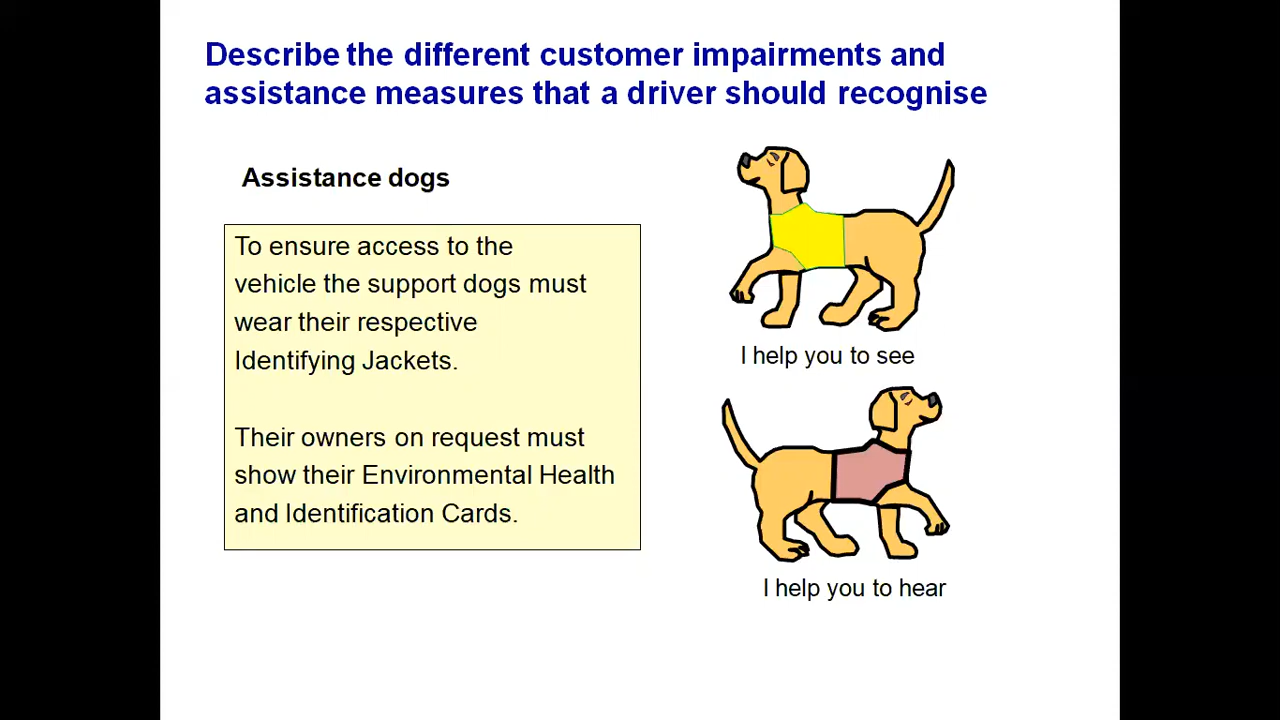 Describe the different customer impairments and
assistance measures that a driver should recognise
Assistance dogs
To ensure access to the
vehicle the support dogs must
wear their respective
Identifying Jackets.
Their owners on request must
show their Environmental Health
and Identification Cards.
I help you to see
I help you to hear